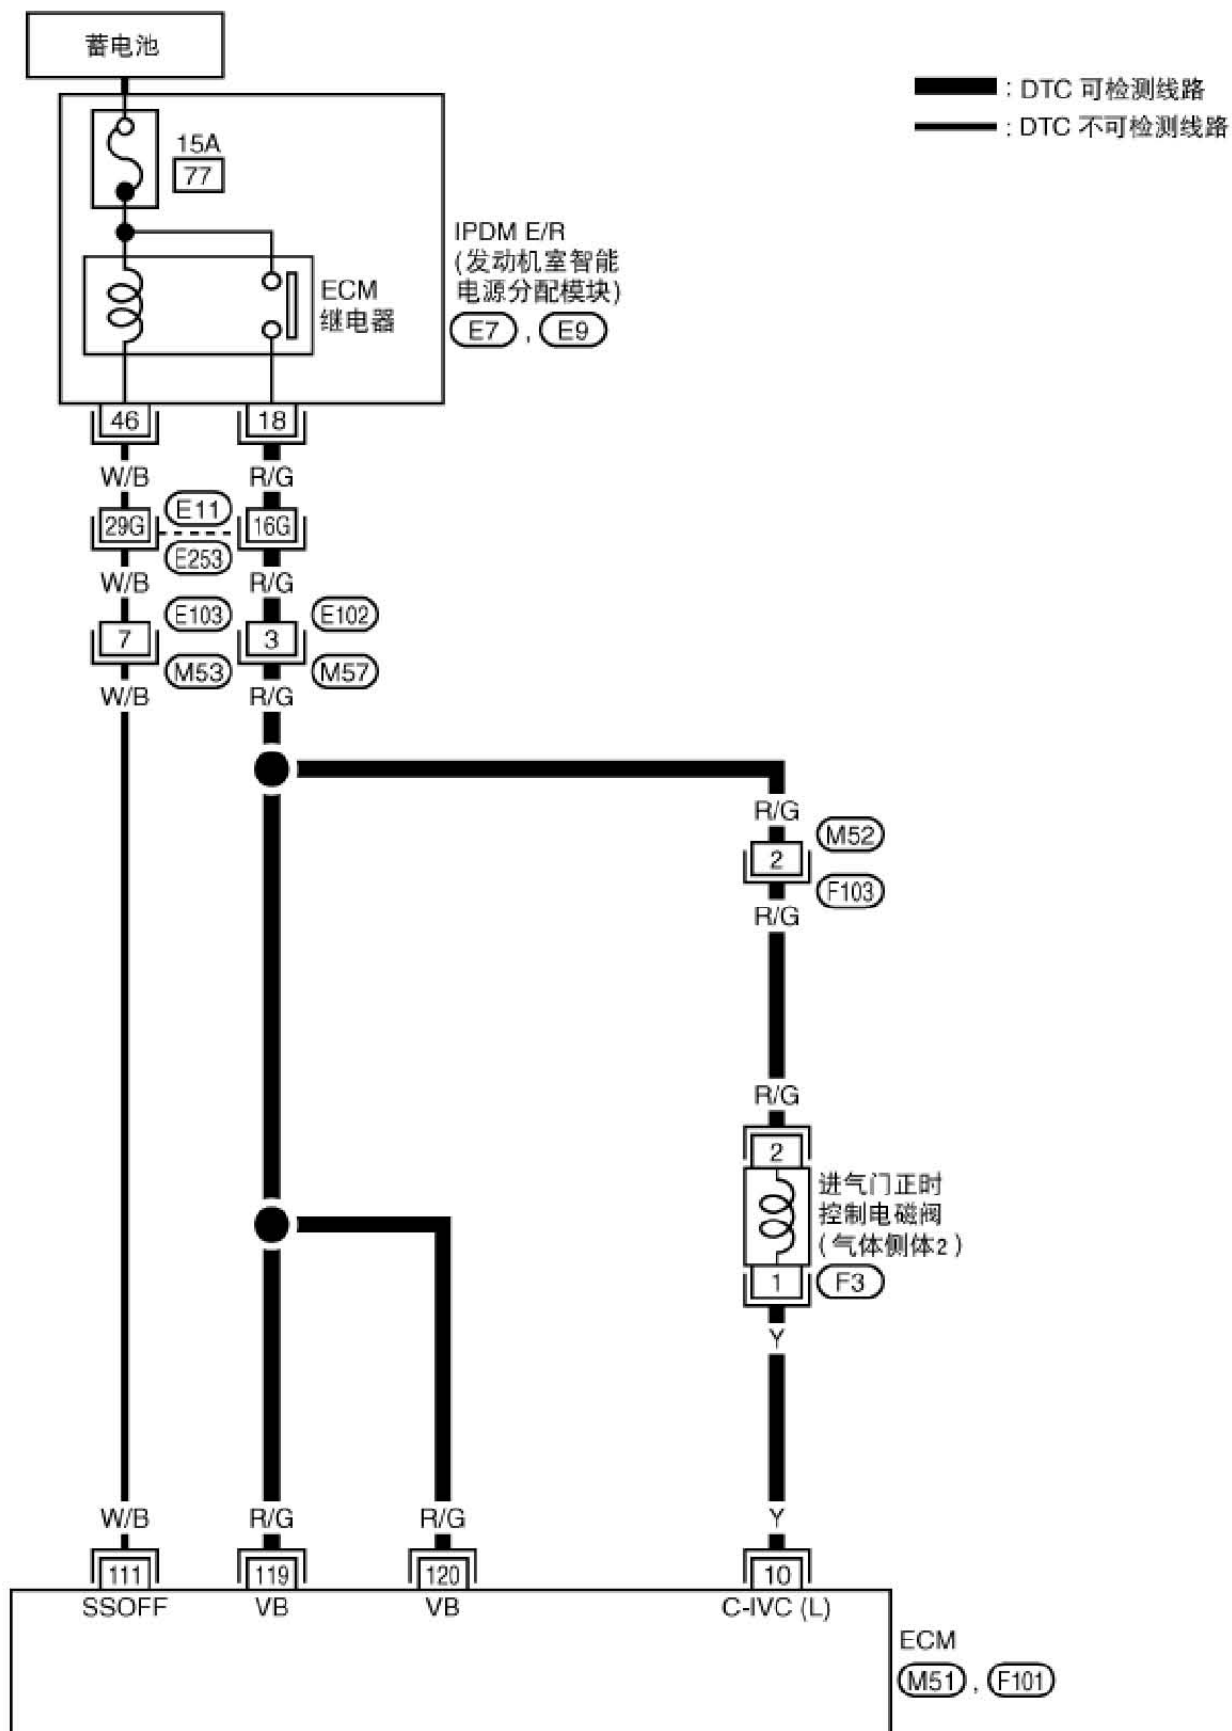 蓄电池
: DTC 可检测线路
: DTC 不可检测线路
15A
77
IPDM E/R
(发动机室智能
电源分配模块)
E7 , E9
ECM
继电器
46 18
W/B R/G
29G E11 16G
E253
W/B R/G
E103 E102
7 3
M53 M57
W/B R/G
R/G
M52
2
F103
R/G
R/G
2
进气门正时
控制电磁阀
(气体侧体2)
1 F3
Y
W/B R/G R/G Y
111 119 120 10
SSOFF VB VB C-IVC (L)
ECM
M51 , F101